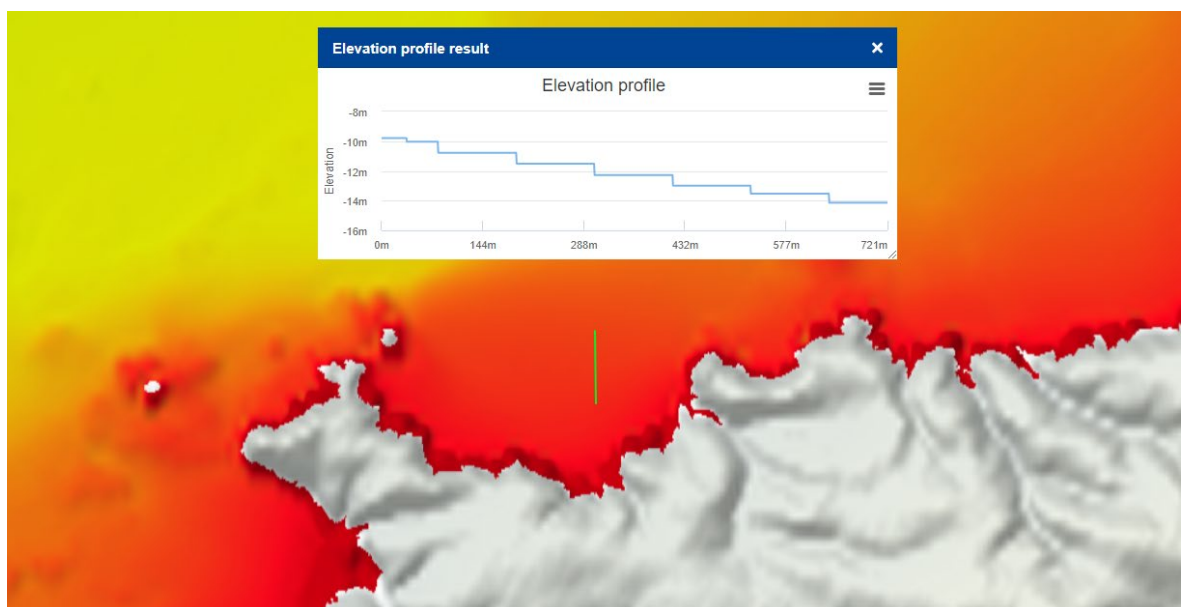 Elevation profile result ×
Elevation profile
-8m
-10m
-12m
-14m
-16m
Elevation
0m 144m 288m 432m 577m 721m